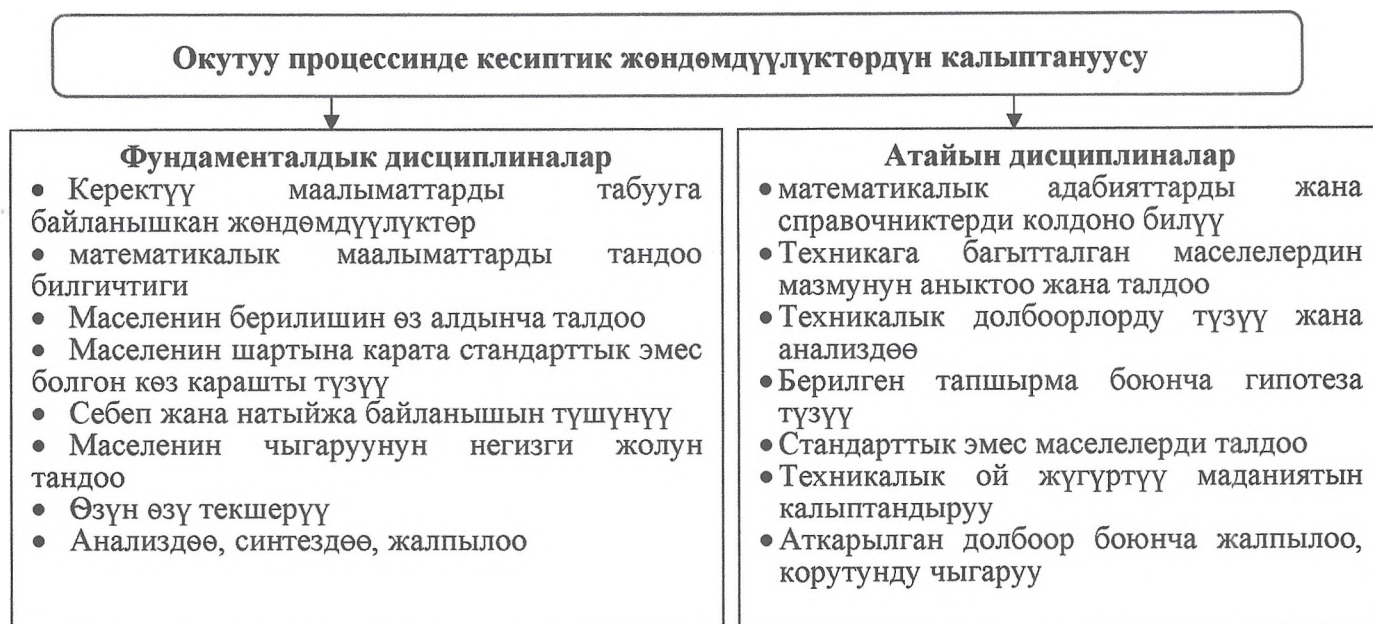 Окутуу процессинде кесиптик жөндөмдүүлүктөрдүн калыптануусу
Фундаменталдык дисциплиналар
• Керектүү маалыматтарды табууга
байланышкан жөндөмдүүлүктөр
• математикалык маалыматтарды тандоо
билгичтиги
• Маселенин берилишин өз алдынча талдоо
• Маселенин шартына карата стандарттык эмес
болгон көз карашты түзүү
• Себеп жана натыйжа байланышын түшүнүү
• Маселенин чыгаруунун негизги жолун
тандоо
• Өзүн өзү текшерүү
• Анализдөө, синтездөө, жалпылоо
Атайын дисциплиналар
• математикалык адабияттарды жана
справочниктерди колдоно билүү
• Техникага багытталган маселелердин
мазмунун аныктоо жана талдоо
• Техникалык долбоорлорду түзүү жана
анализдөө
• Берилген тапшырма боюнча гипотеза
түзүү
• Стандарттык эмес маселелерди талдоо
• Техникалык ой жүгүртүү маданиятын
калыптандыруу
• Аткарылган долбоор боюнча жалпылоо,
корутунду чыгаруу